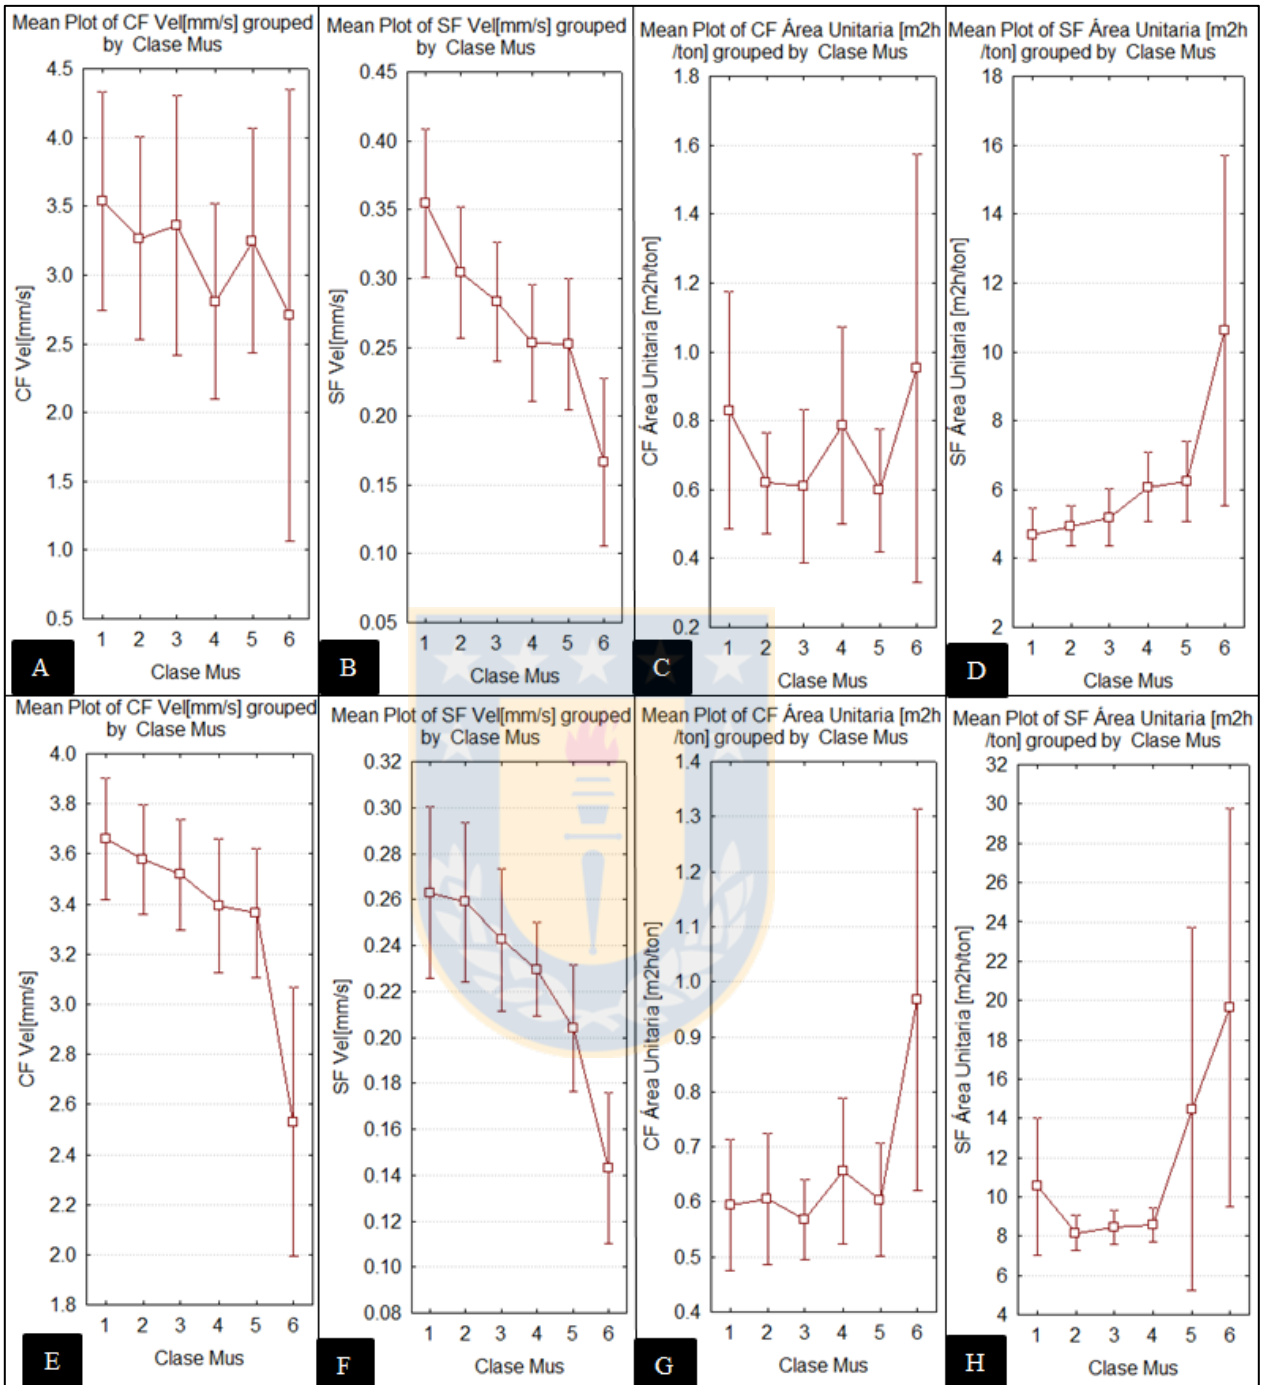 Mean Plot of CF Vel[mm/s] grouped
by Clase Mus
4.5
4.0
3.5
3.0
2.5
2.0
1.5
1.0
0.5
CF Vel[mm/s]
1 2 3 4 5 6
Clase Mus
A
Mean Plot of SF Vel[mm/s] grouped
by Clase Mus
0.45
0.40
0.35
0.30
0.25
0.20
0.15
0.10
0.05
SF Vel[mm/s]
1 2 3 4 5 6
Clase Mus
B
Mean Plot of CF Área Unitaria [m2h
/ton] grouped by Clase Mus
1.8
1.6
1.4
1.2
1.0
0.8
0.6
0.4
0.2
CF Área Unitaria [m2h/ton]
1 2 3 4 5 6
Clase Mus
C
Mean Plot of SF Área Unitaria [m2h
/ton] grouped by Clase Mus
18
16
14
12
10
8
6
4
2
SF Área Unitaria [m2h/ton]
1 2 3 4 5 6
Clase Mus
D
Mean Plot of CF Vel[mm/s] grouped
by Clase Mus
4.0
3.8
3.6
3.4
3.2
3.0
2.8
2.6
2.4
2.2
2.0
1.8
CF Vel[mm/s]
1 2 3 4 5 6
Clase Mus
E
Mean Plot of SF Vel[mm/s] grouped
by Clase Mus
0.32
0.30
0.28
0.26
0.24
0.22
0.20
0.18
0.16
0.14
0.12
0.10
0.08
SF Vel[mm/s]
1 2 3 4 5 6
Clase Mus
F
Mean Plot of CF Área Unitaria [m2h
/ton] grouped by Clase Mus
1.4
1.3
1.2
1.1
1.0
0.9
0.8
0.7
0.6
0.5
0.4
CF Área Unitaria [m2h/ton]
1 2 3 4 5 6
Clase Mus
G
Mean Plot of SF Área Unitaria [m2h
/ton] grouped by Clase Mus
32
30
28
26
24
22
20
18
16
14
12
10
8
6
4
SF Área Unitaria [m2h/ton]
1 2 3 4 5 6
Clase Mus
H